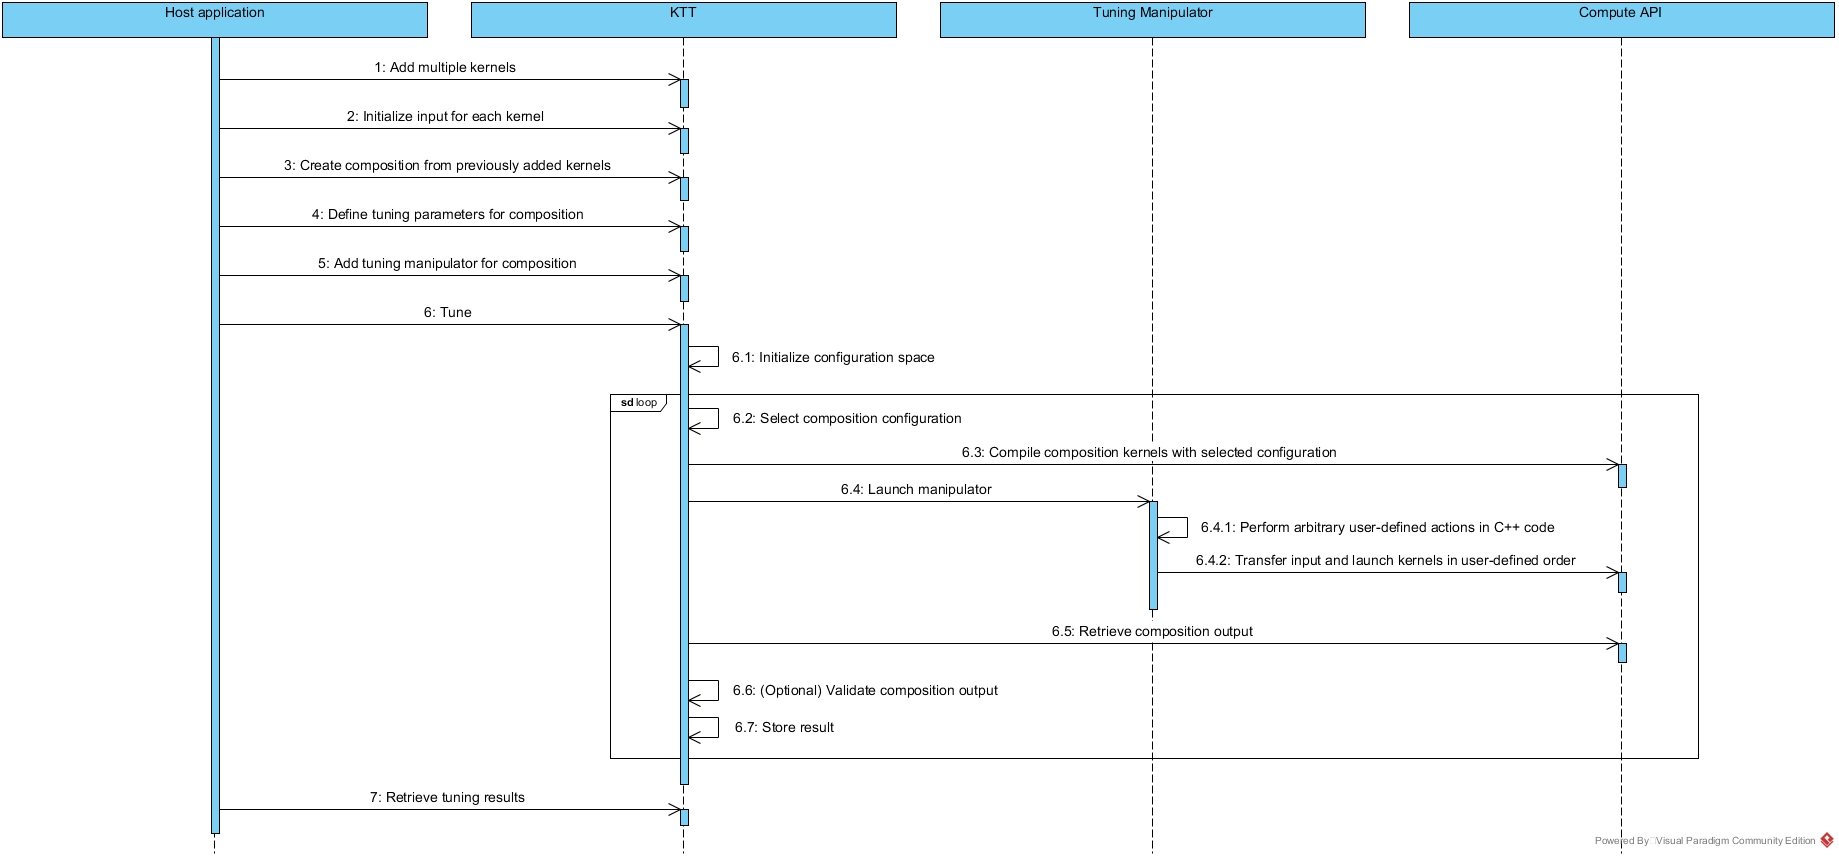 Host application
KTT
Tuning Manipulator
Compute API
1: Add multiple kernels
2: Initialize input for each kernel
3: Create composition from previously added kernels
4: Define tuning parameters for composition
5: Add tuning manipulator for composition
6: Tune
6.1: Initialize configuration space
sd loop
6.2: Select composition configuration
6.3: Compile composition kernels with selected configuration
6.4: Launch manipulator
6.4.1: Perform arbitrary user-defined actions in C++ code
6.4.2: Transfer input and launch kernels in user-defined order
6.5: Retrieve composition output
6.6: (Optional) Validate composition output
6.7: Store result
7: Retrieve tuning results
Powered By Visual Paradigm Community Edition